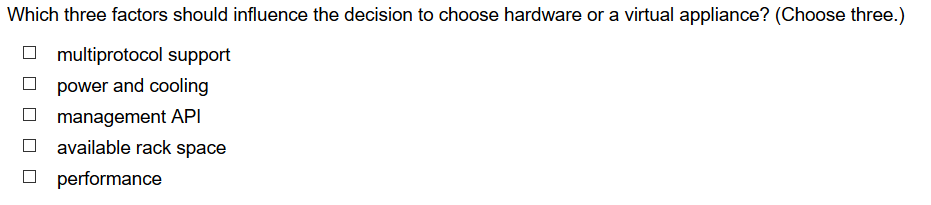 Which three factors should influence the decision to choose hardware or a virtual appliance? (Choose three.)
multiprotocol support
power and cooling
management API
available rack space
performance